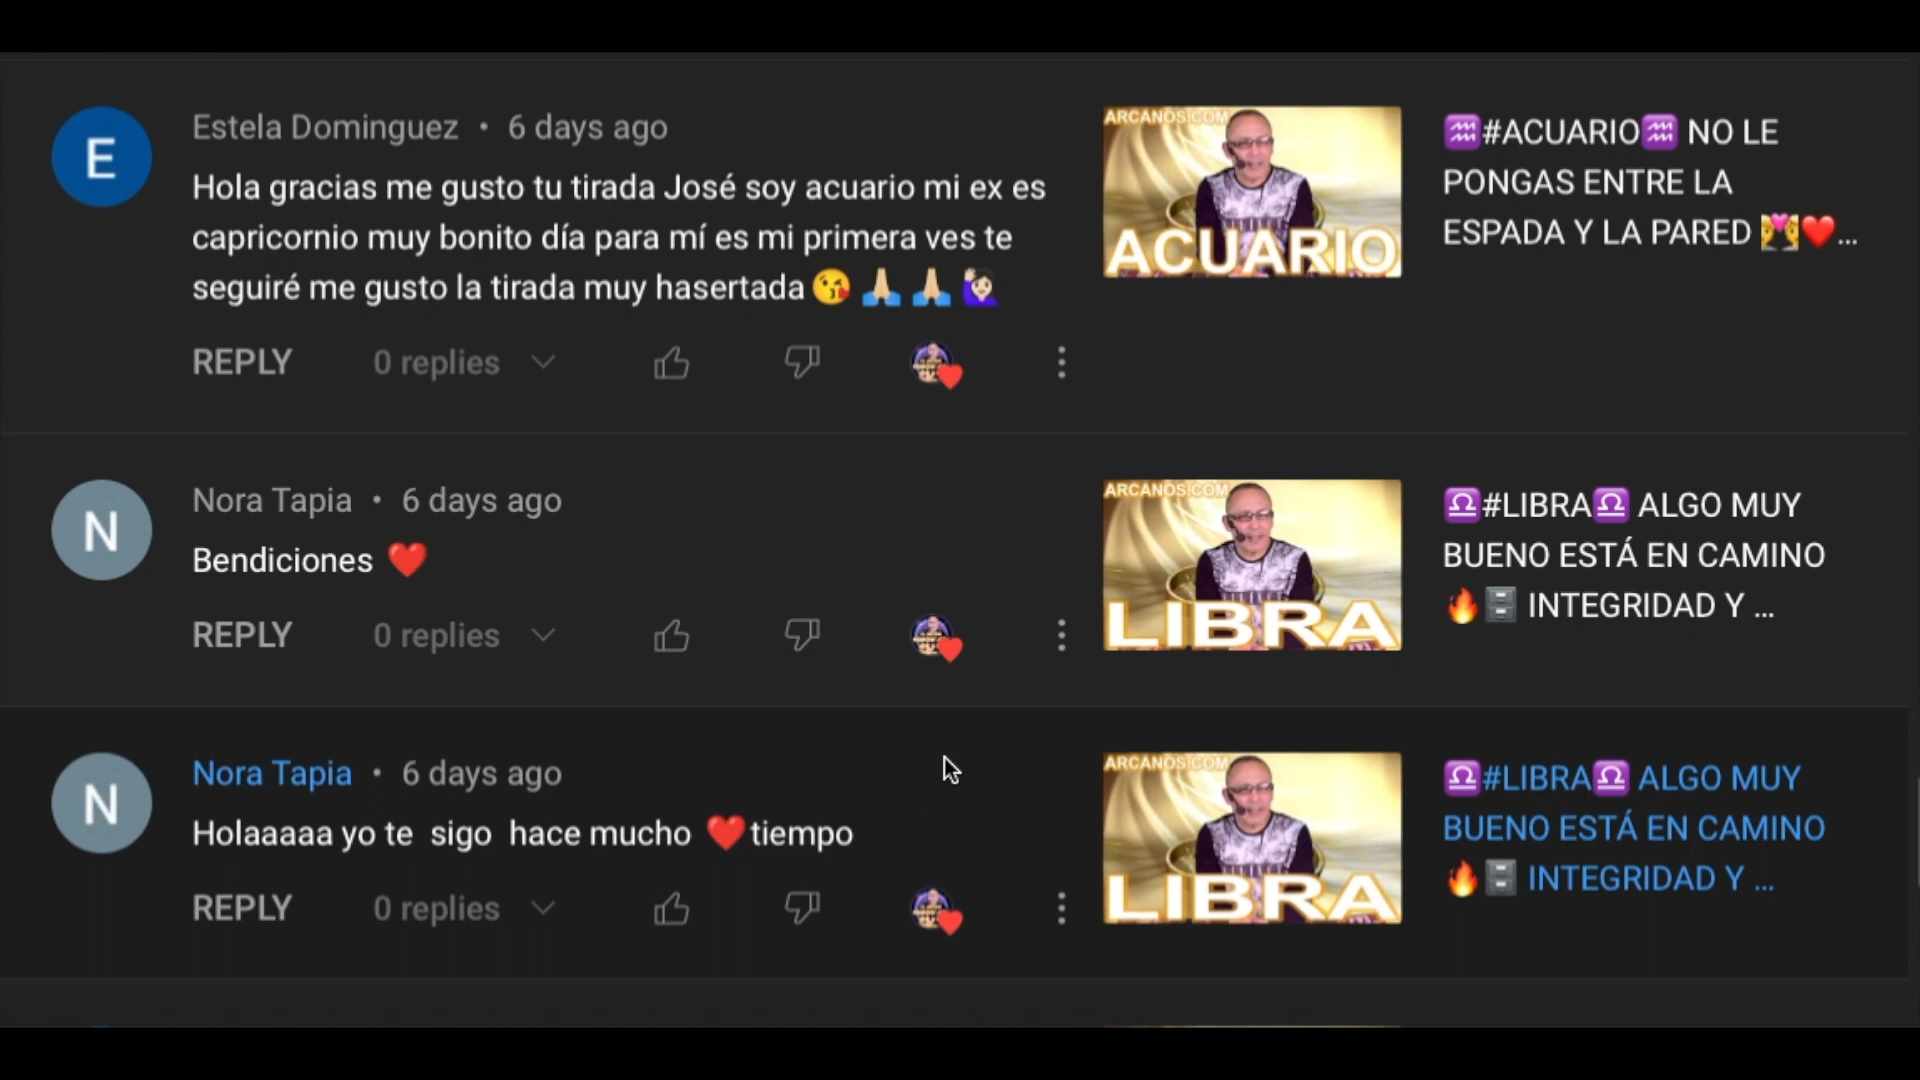 E
Estela Dominguez • 6 days ago
Hola gracias me gusto tu tirada José soy acuario mi ex es
capricornio muy bonito día para mí es mi primera ves te
seguiré me gusto la tirada muy hasertada 😘 🙏🏼 🙏🏼 🙋🏻‍♀️
REPLY 0 replies
ARCANOS.COM
ACUARIO
♒#ACUARIO♒ NO LE
PONGAS ENTRE LA
ESPADA Y LA PARED 💏❤️...
N
Nora Tapia • 6 days ago
Bendiciones ❤️
REPLY 0 replies
ARCANOS.COM
LIBRA
♎#LIBRA♎ ALGO MUY
BUENO ESTÁ EN CAMINO
🔥🗄️ INTEGRIDAD Y ...
N
Nora Tapia • 6 days ago
Holaaaaa yo te sigo hace mucho ❤️tiempo
REPLY 0 replies
ARCANOS.COM
LIBRA
♎#LIBRA♎ ALGO MUY
BUENO ESTÁ EN CAMINO
🔥🗄️ INTEGRIDAD Y ...